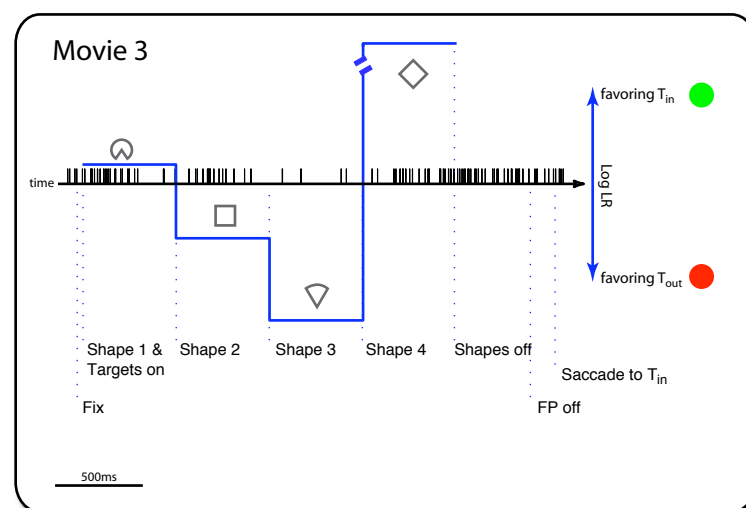 Movie 3
favoring Tin
time
Log LR
favoring Tout
Shape 1 &
Targets on
Shape 2
Shape 3
Shape 4
Shapes off
Saccade to Tin
Fix
FP off
500ms